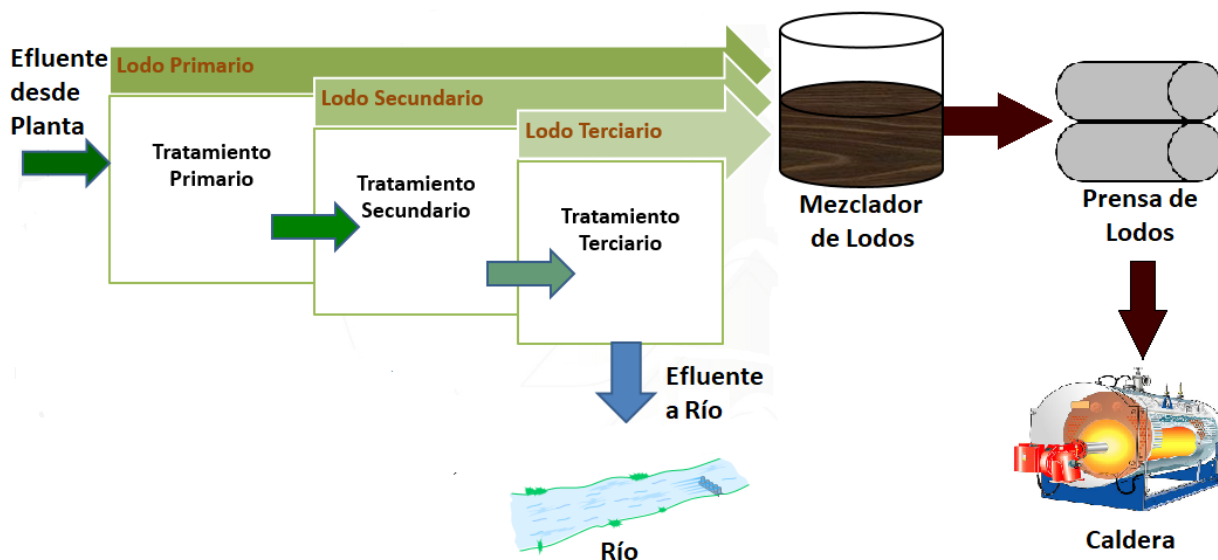 Efluente
desde
Planta
Lodo Primario
Lodo Secundario
Lodo Terciario
Tratamiento
Primario
Tratamiento
Secundario
Tratamiento
Terciario
Mezclador
de Lodos
Prensa de
Lodos
Efluente
a Río
Río
Caldera